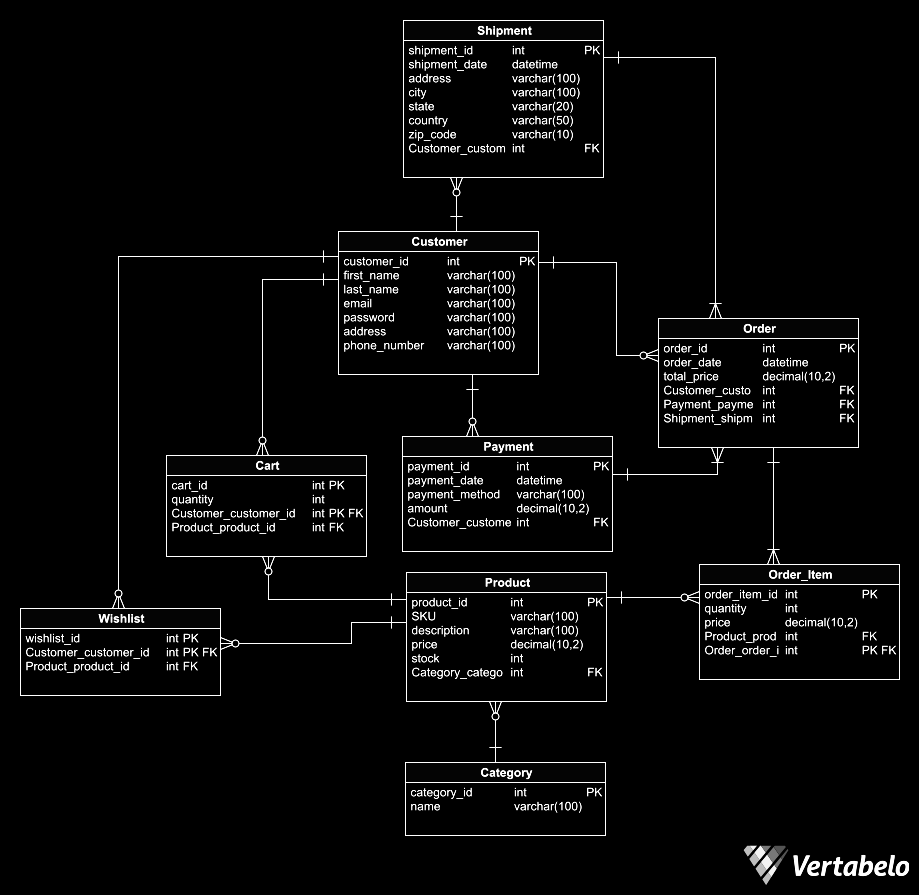 Shipment
shipment_id int PK
shipment_date datetime
address varchar(100)
city varchar(100)
state varchar(20)
country varchar(50)
zip_code varchar(10)
Customer_custom int FK
Customer
customer_id int PK
first_name varchar(100)
last_name varchar(100)
email varchar(100)
password varchar(100)
address varchar(100)
phone_number varchar(100)
Order
order_id int PK
order_date datetime
total_price decimal(10,2)
Customer_custo int FK
Payment_payme int FK
Shipment_shipm int FK
Payment
payment_id int PK
payment_date datetime
payment_method varchar(100)
amount decimal(10,2)
Customer_custome int FK
Cart
cart_id int PK
quantity int
Customer_customer_id int PK FK
Product_product_id int FK
Product
product_id int PK
SKU varchar(100)
description varchar(100)
price decimal(10,2)
stock int
Category_catego int FK
Order_Item
order_item_id int PK
quantity int
price decimal(10,2)
Product_prod int FK
Order_order_i int PK FK
Wishlist
wishlist_id int PK
Customer_customer_id int PK FK
Product_product_id int FK
Category
category_id int PK
name varchar(100)
Vertabelo